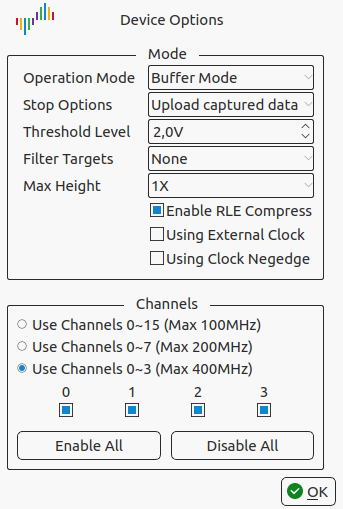 Device Options
Mode
Operation Mode Buffer Mode
Stop Options Upload captured data
Threshold Level 2,0V
Filter Targets None
Max Height 1X
Enable RLE Compress
Using External Clock
Using Clock Negedge
Channels
Use Channels 0~15 (Max 100MHz)
Use Channels 0~7 (Max 200MHz)
Use Channels 0~3 (Max 400MHz)
0 1 2 3
Enable All Disable All
OK